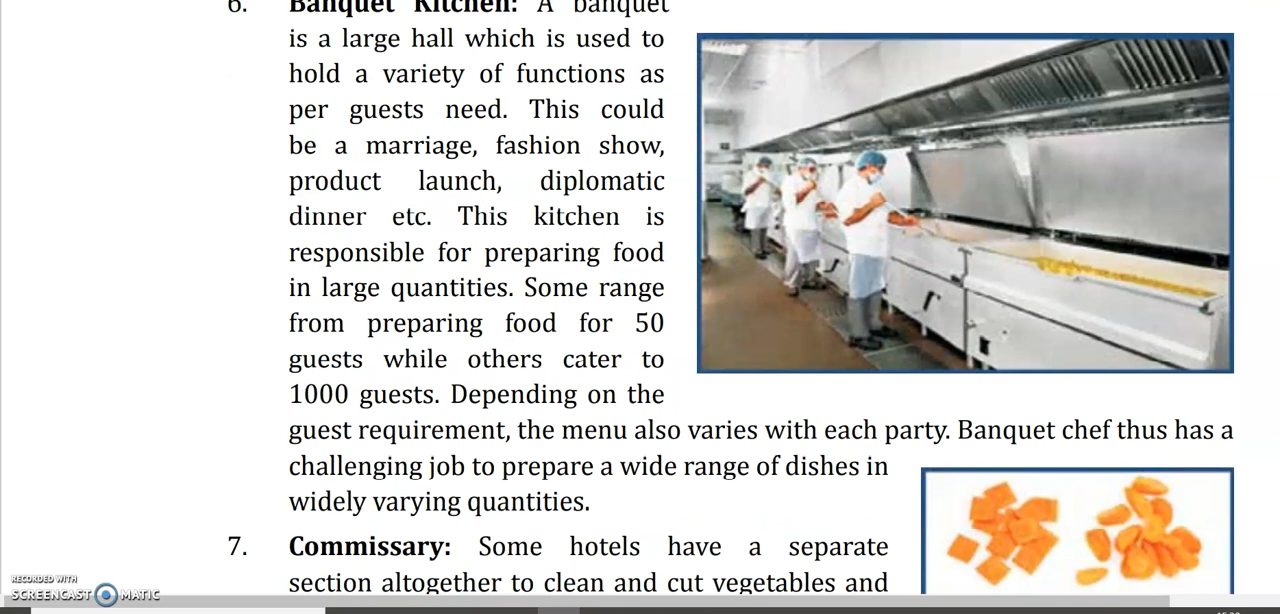 6. Banquet Kitchen: A banquet
is a large hall which is used to
hold a variety of functions as
per guests need. This could
be a marriage, fashion show,
product launch, diplomatic
dinner etc. This kitchen is
responsible for preparing food
in large quantities. Some range
from preparing food for 50
guests while others cater to
1000 guests. Depending on the
guest requirement, the menu also varies with each party. Banquet chef thus has a
challenging job to prepare a wide range of dishes in
widely varying quantities.
7. Commissary: Some hotels have a separate
section altogether to clean and cut vegetables and
RECORDED WITH
SCREENCAST MATIC